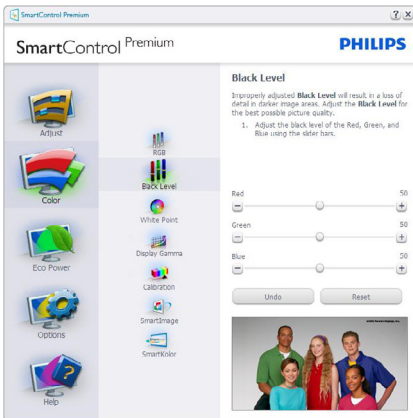 SmartControl Premium
SmartControl Premium
PHILIPS
Adjust
Color
Eco Power
Options
Help
RGB
Black Level
White Point
Display Gamma
Calibration
SmartImage
SmartKolor
Black Level
Improperly adjusted Black Level will result in a loss of
detail in darker image areas. Adjust the Black Level for
the best possible picture quality.
1. Adjust the black level of the Red, Green, and
Blue using the slider bars.
Red 50
Green 50
Blue 50
Undo Reset